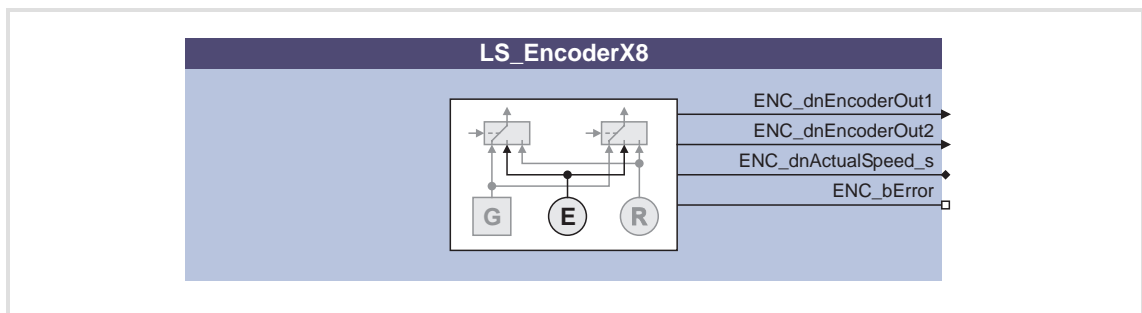 LS_EncoderX8
ENC_dnEncoderOut1
ENC_dnEncoderOut2
ENC_dnActualSpeed_s
ENC_bError
G E R